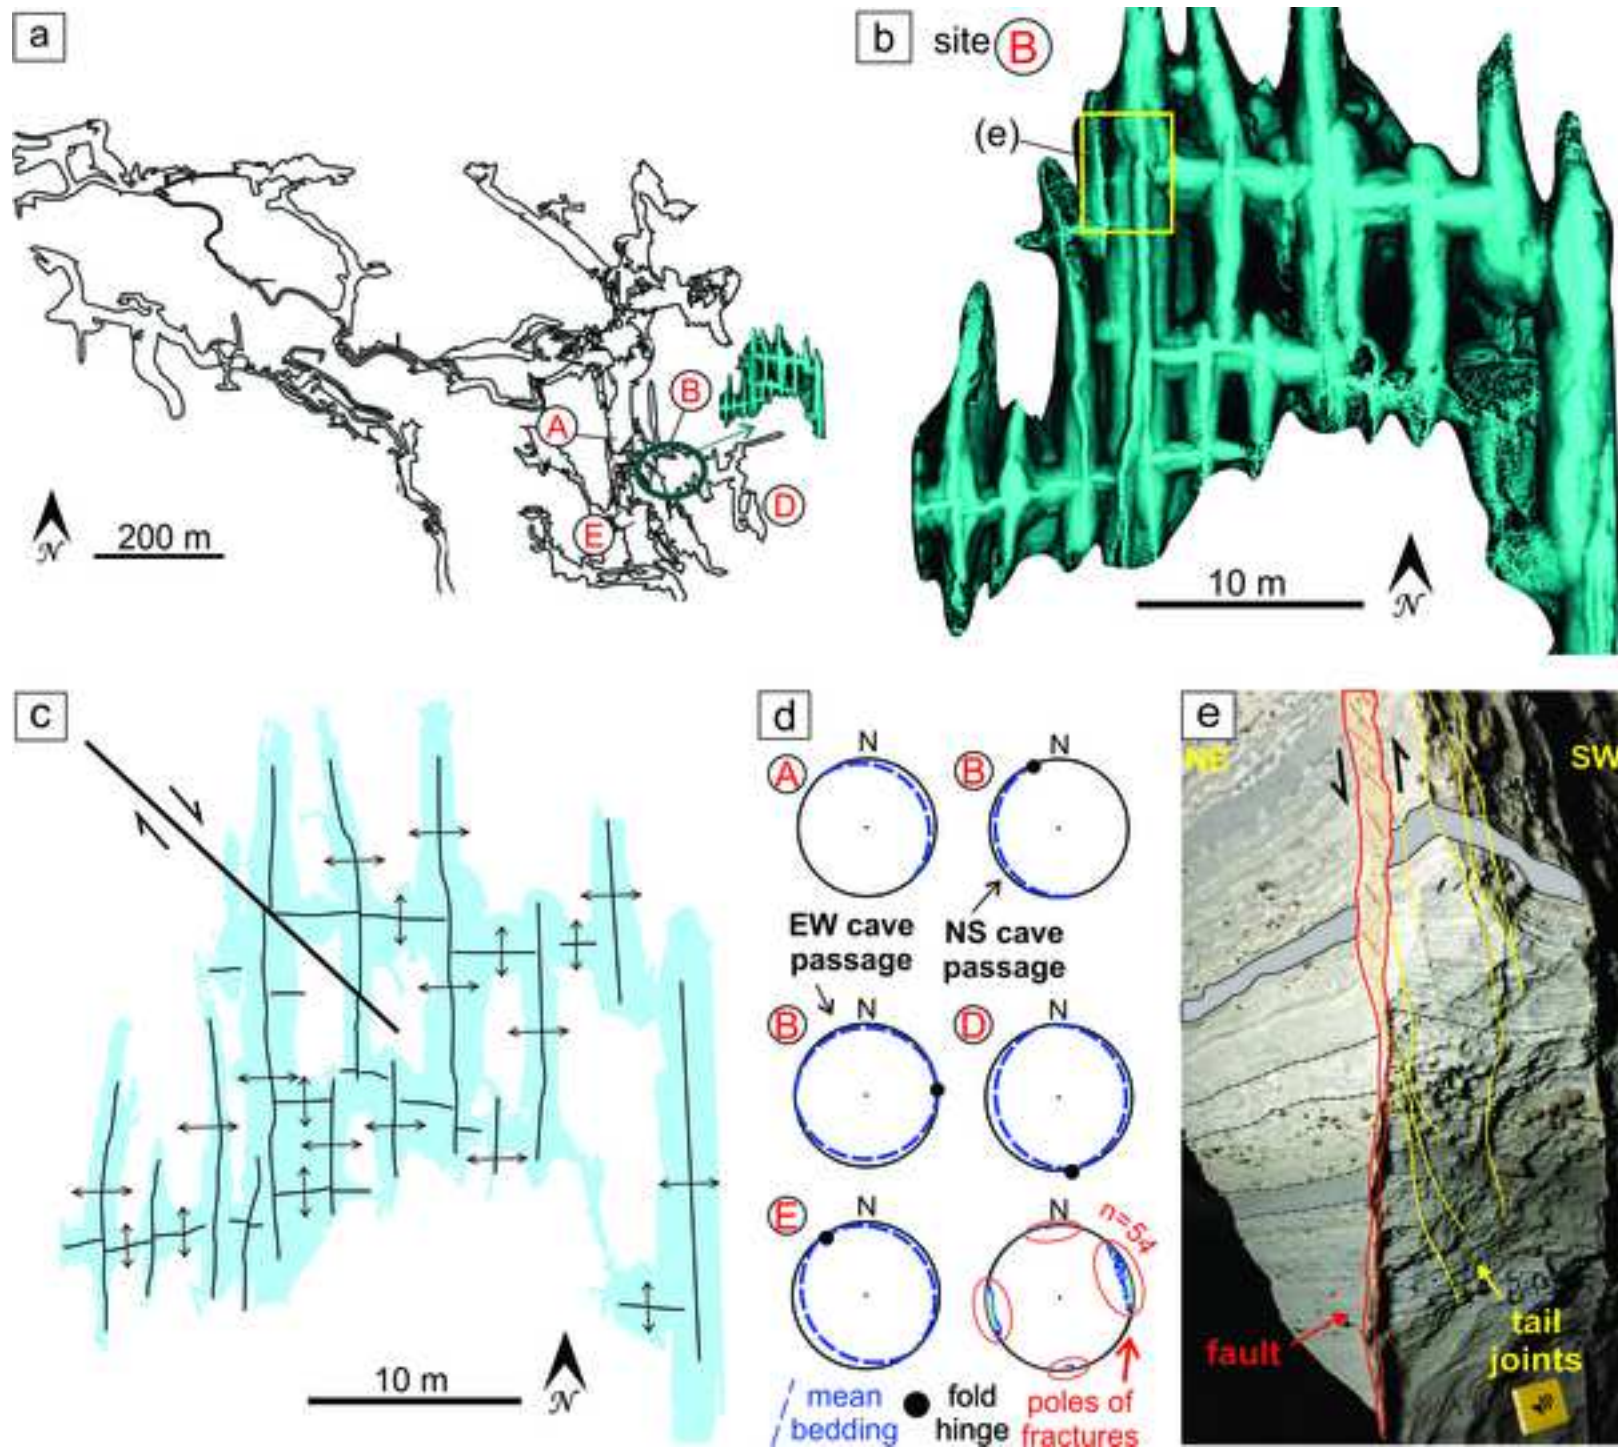 a
A
B
D
E
N
200 m
b
site B
(e)
10 m
N
c
10 m
N
d
N
N
A
B
EW cave
passage
NS cave
passage
N
N
B
D
N
N
E
n=54
mean
bedding
fold
hinge
poles of
fractures
e
NE
SW
fault
tail
joints